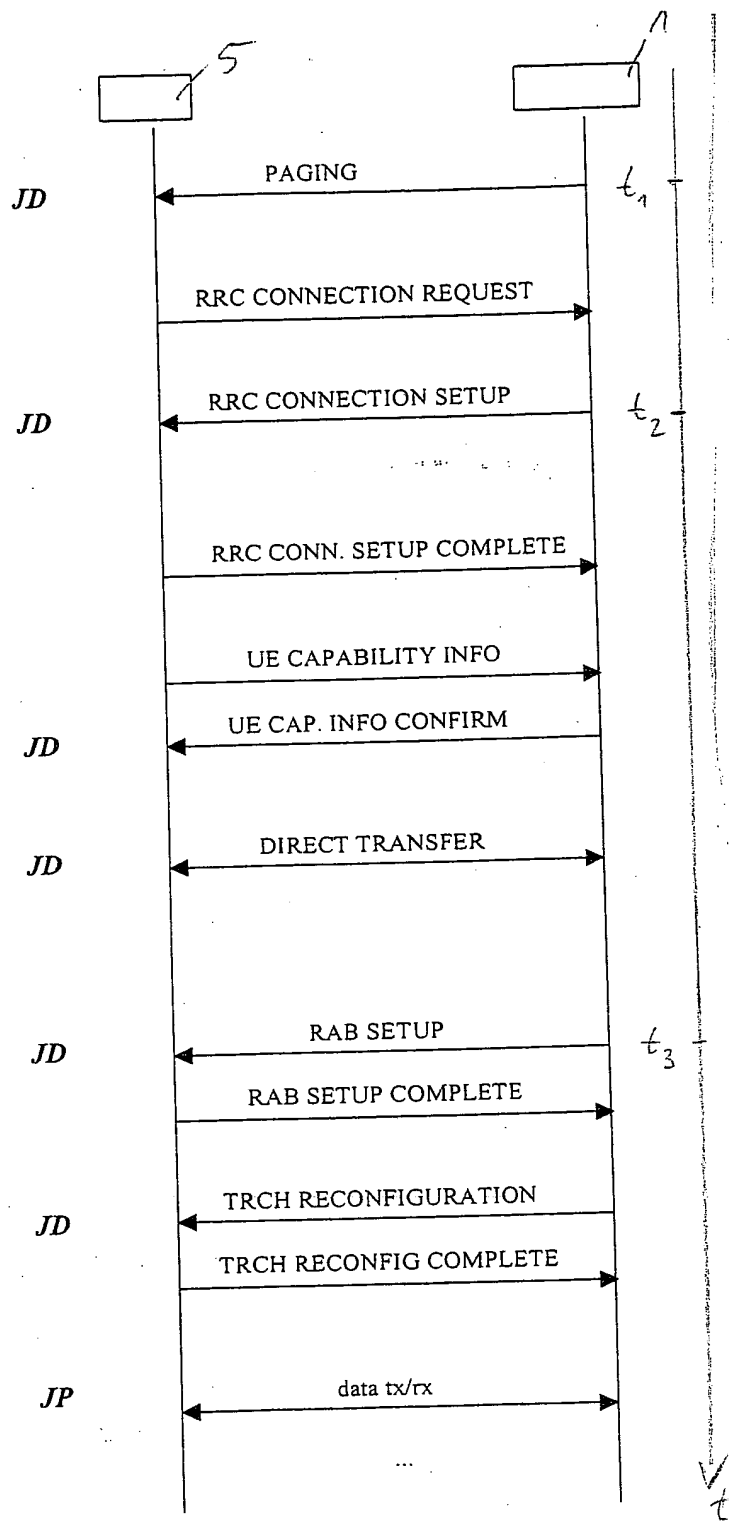 5 1
PAGING
JD t₁
RRC CONNECTION REQUEST
RRC CONNECTION SETUP
JD t₂
RRC CONN. SETUP COMPLETE
UE CAPABILITY INFO
UE CAP. INFO CONFIRM
JD
DIRECT TRANSFER
JD
RAB SETUP
JD t₃
RAB SETUP COMPLETE
TRCH RECONFIGURATION
JD
TRCH RECONFIG COMPLETE
JP data tx/rx
...
t